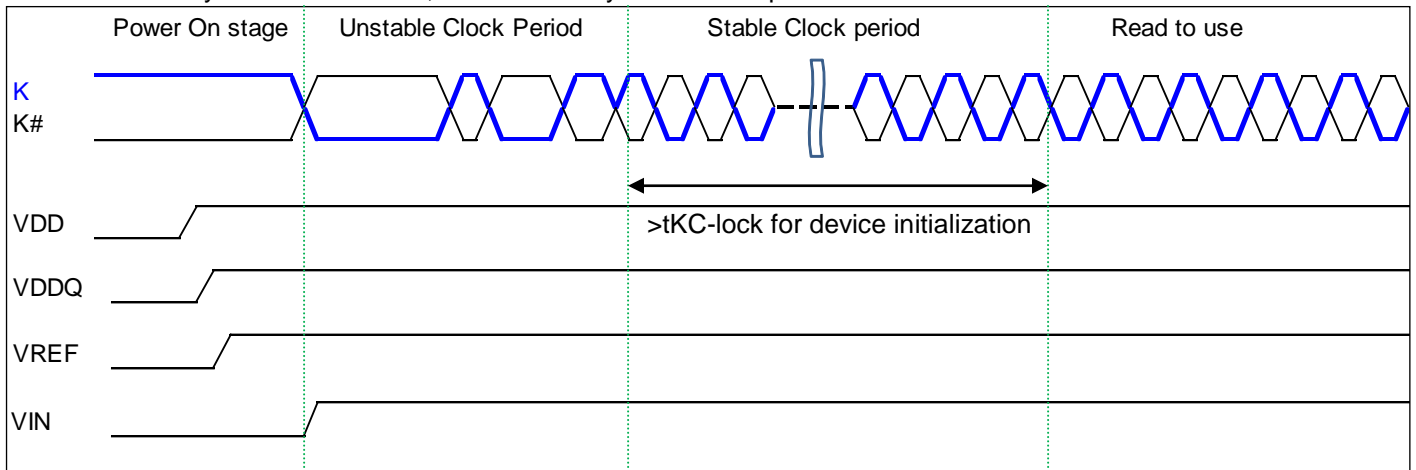 Power On stage Unstable Clock Period Stable Clock period Read to use
K
K#
VDD
>tKC-lock for device initialization
VDDQ
VREF
VIN